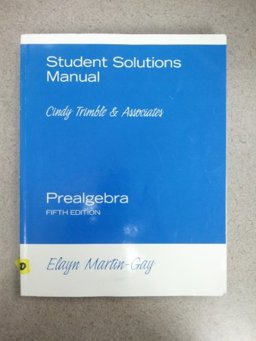 Student Solutions
Manual
Cindy Trimble & Associates
Prealgebra
FIFTH EDITION
D
Elayn Martin-Gay